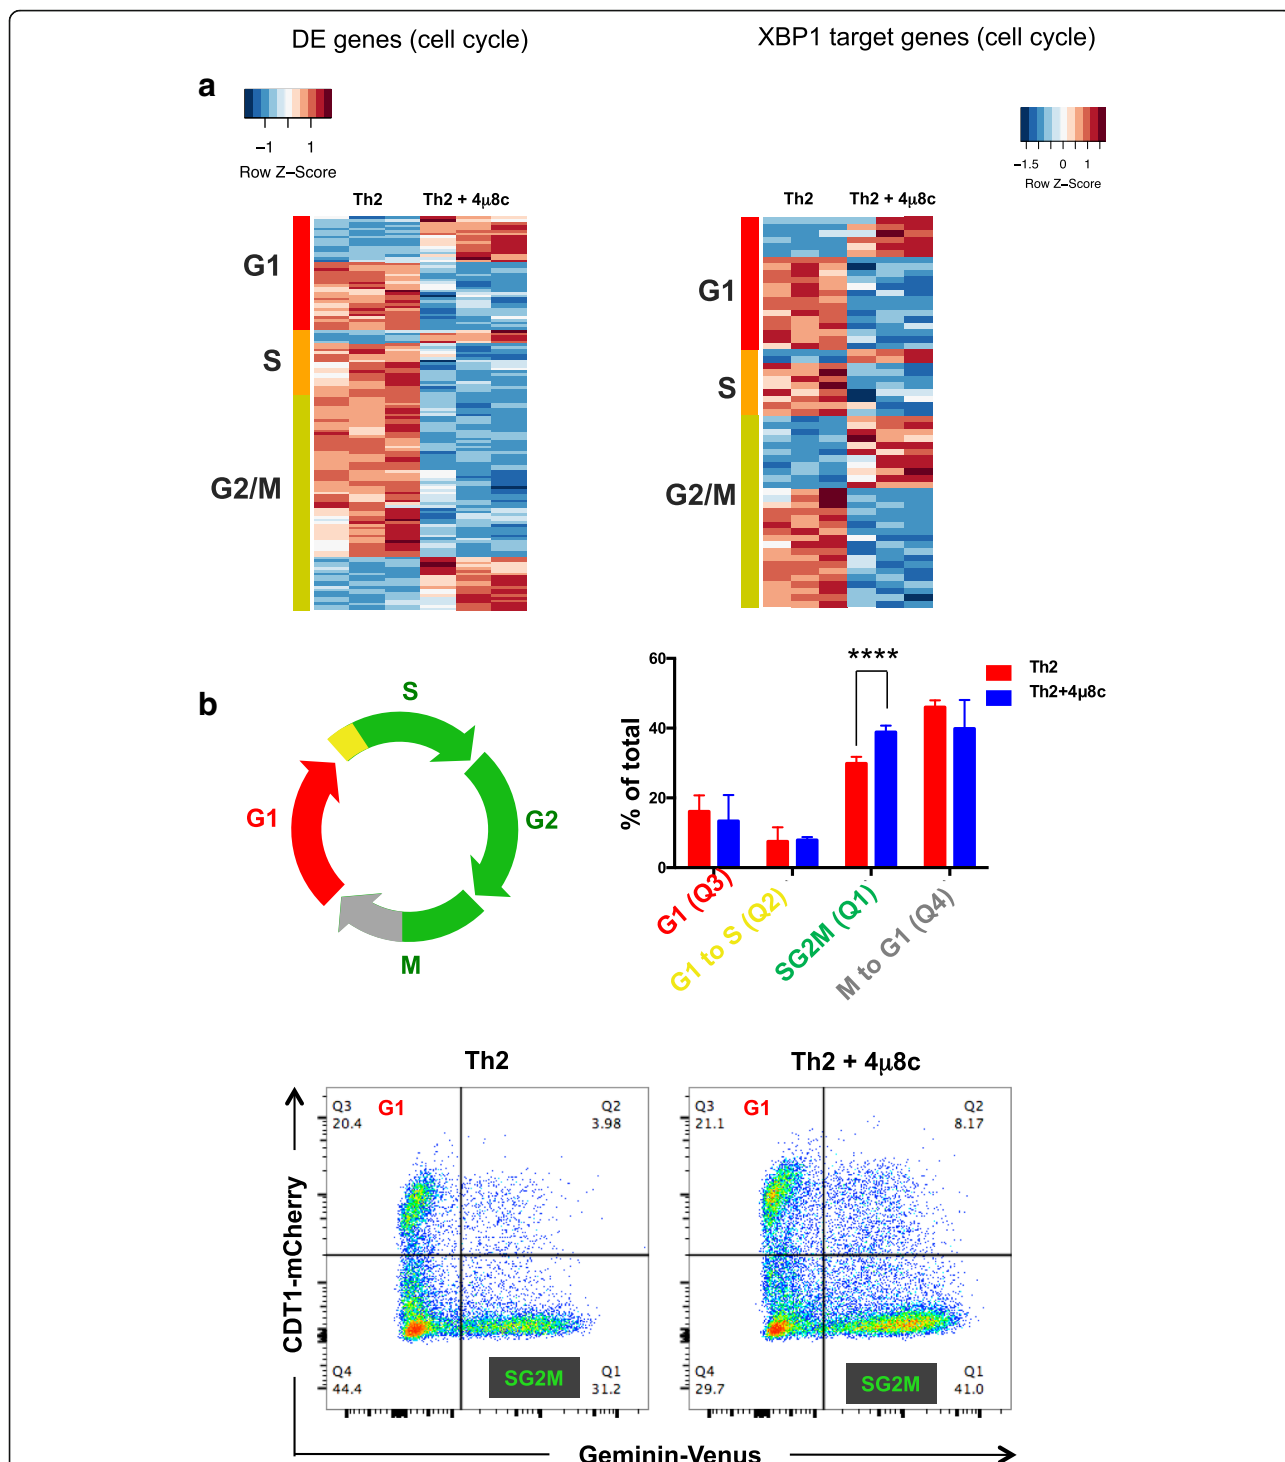 DE genes (cell cycle)
XBP1 target genes (cell cycle)
a
−1 1
Row Z−Score
−1.5 0 1
Row Z−Score
Th2 Th2 + 4μ8c
Th2 Th2 + 4μ8c
G1
S
G2/M
G1
S
G2/M
b
S
G1
G2
M
% of total
60
40
20
0
****
Th2
Th2+4μ8c
G1 (Q3)
G1 to S (Q2)
SG2M (Q1)
M to G1 (Q4)
Th2
Th2 + 4μ8c
CDT1-mCherry
Q3
20.4
G1
Q2
3.98
Q4
44.4
SG2M
Q1
31.2
Q3
21.1
G1
Q2
8.17
Q4
29.7
SG2M
Q1
41.0
Geminin-Venus